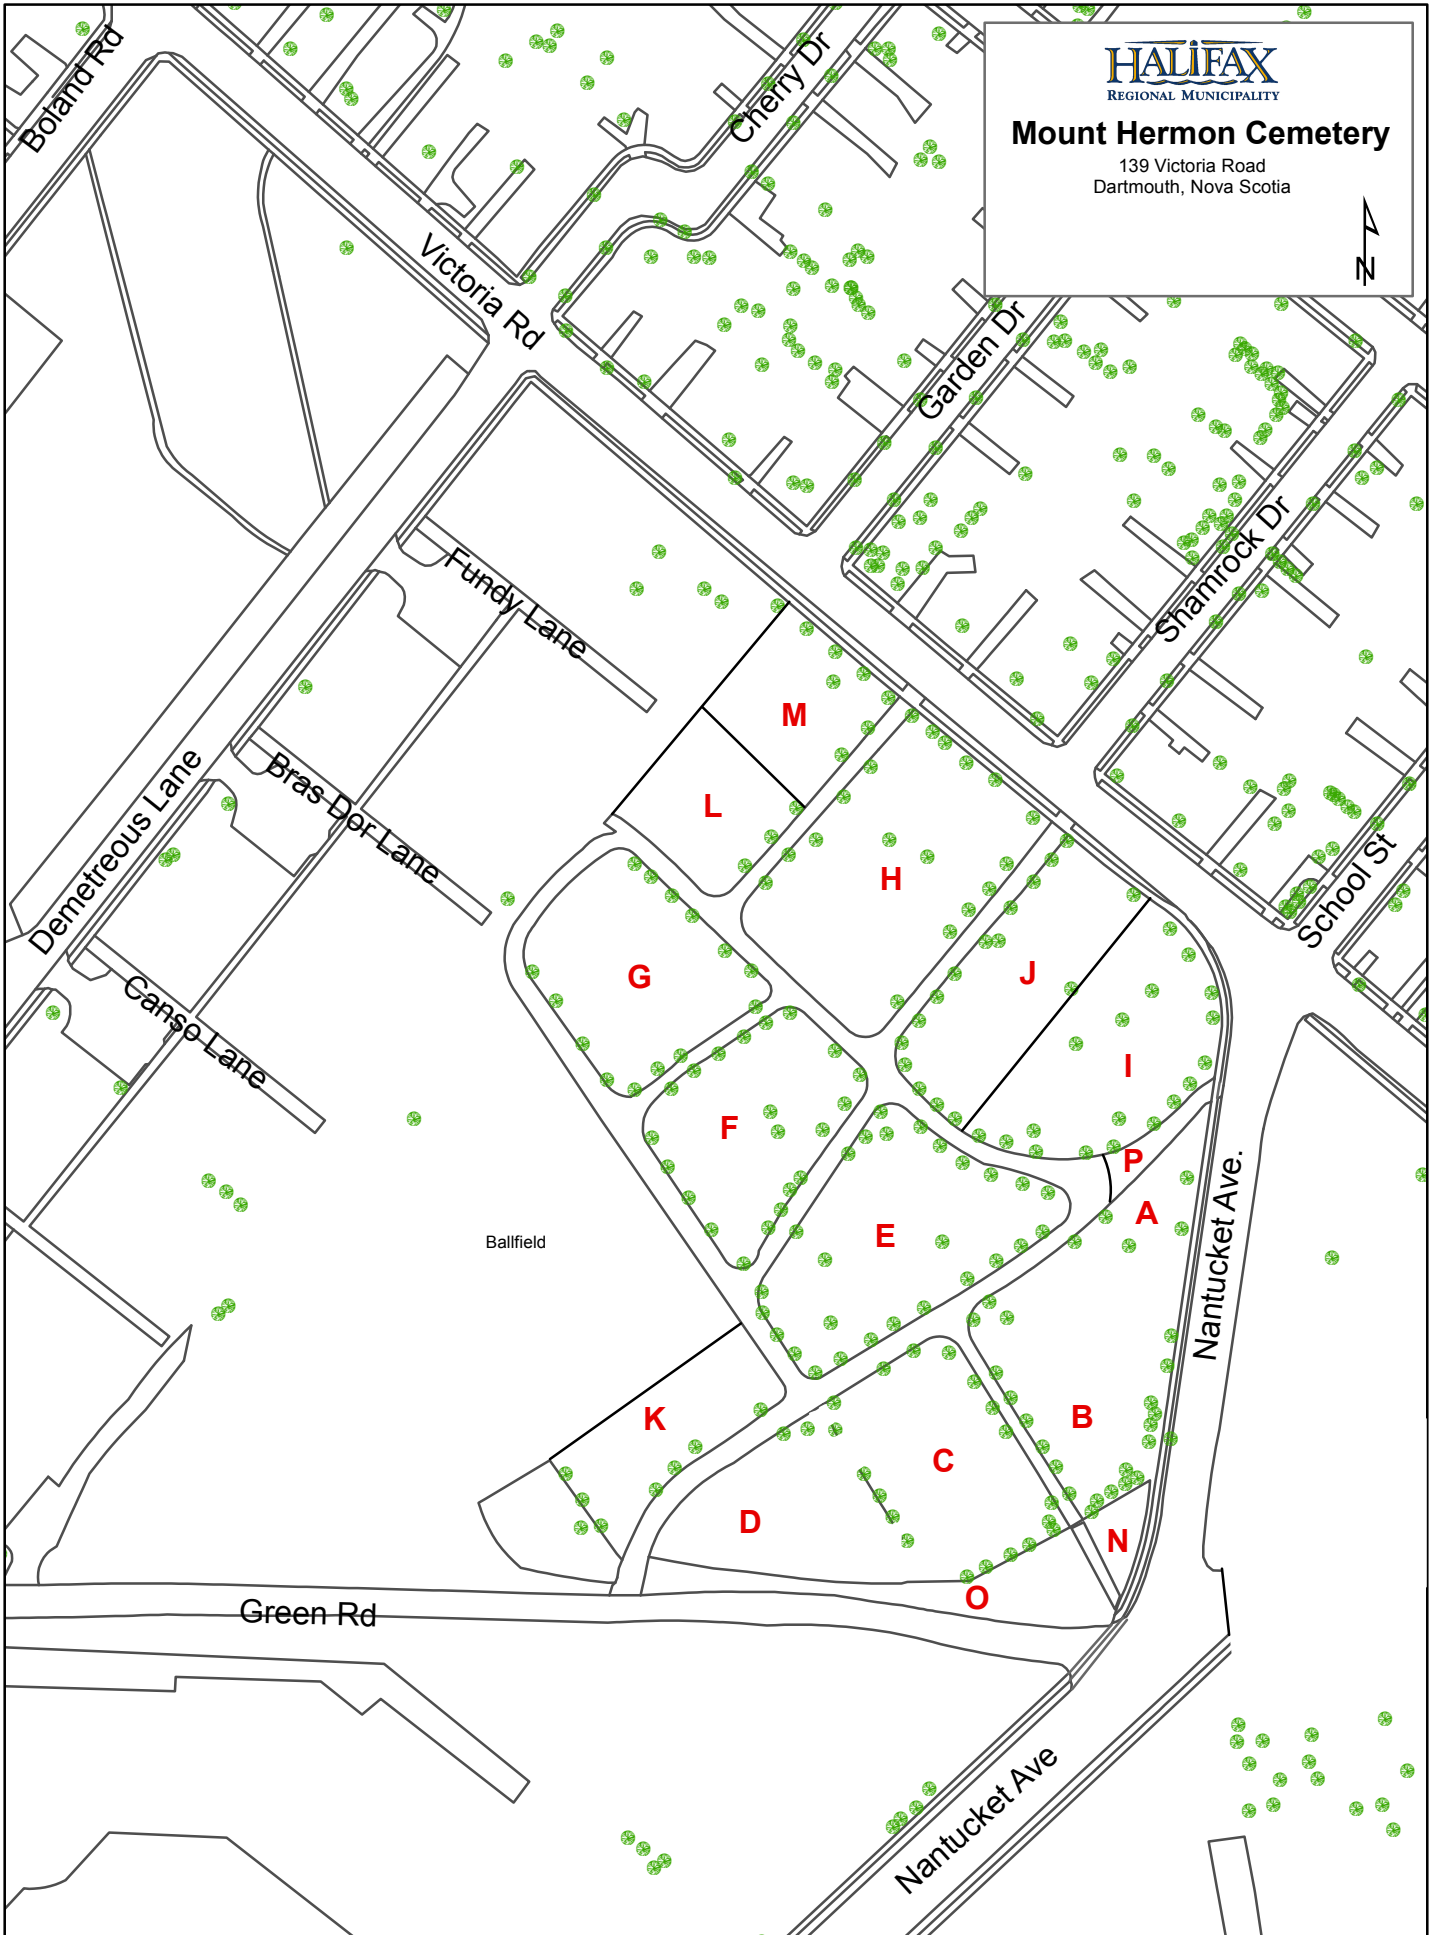 HALIFAX
REGIONAL MUNICIPALITY
Mount Hermon Cemetery
139 Victoria Road
Dartmouth, Nova Scotia
N
Boland Rd
Cherry Dr
Victoria Rd
Garden Dr
Shamrock Dr
School St
Fundy Lane
Bras Dor Lane
Demetreous Lane
Canso Lane
M
L
H
G
J
I
F
P
A
E
Nantucket Ave.
Ballfield
K
B
C
D
N
O
Green Rd
Nantucket Ave